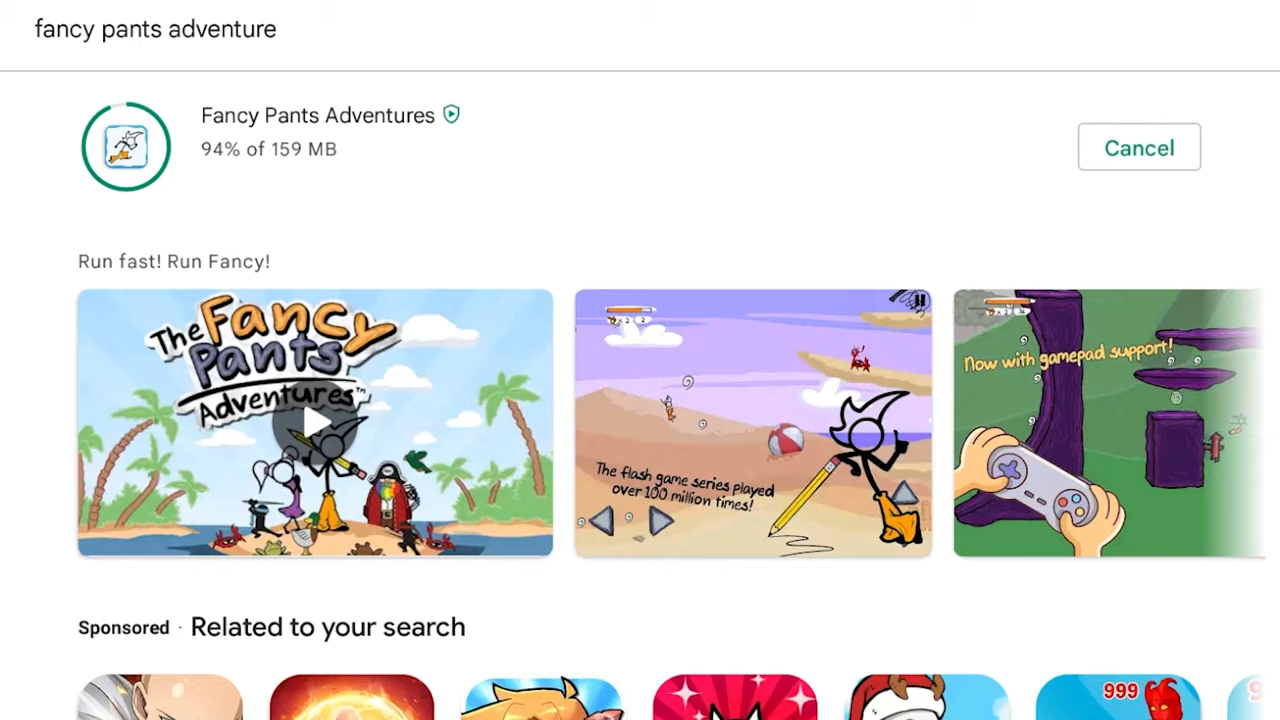 fancy pants adventure
Fancy Pants Adventures
94% of 159 MB
Cancel
Run fast! Run Fancy!
The Fancy
Pants
Adventures™
The flash game series played
over 100 million times!
Now with gamepad support!
Sponsored · Related to your search
999